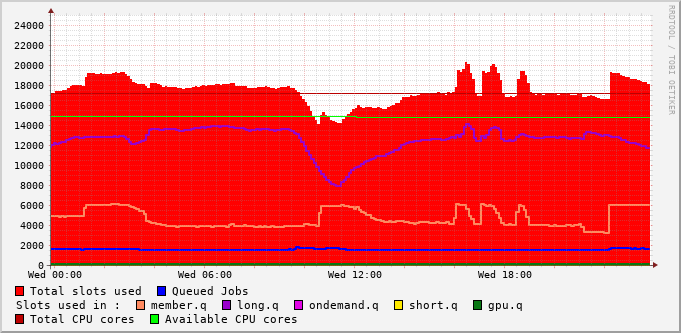 RRDTOOL / TOBI OETIKER
24000
22000
20000
18000
16000
14000
12000
10000
8000
6000
4000
2000
0
Wed 00:00 Wed 06:00 Wed 12:00 Wed 18:00
Total slots used Queued Jobs
Slots used in : member.q long.q ondemand.q short.q gpu.q
Total CPU cores Available CPU cores